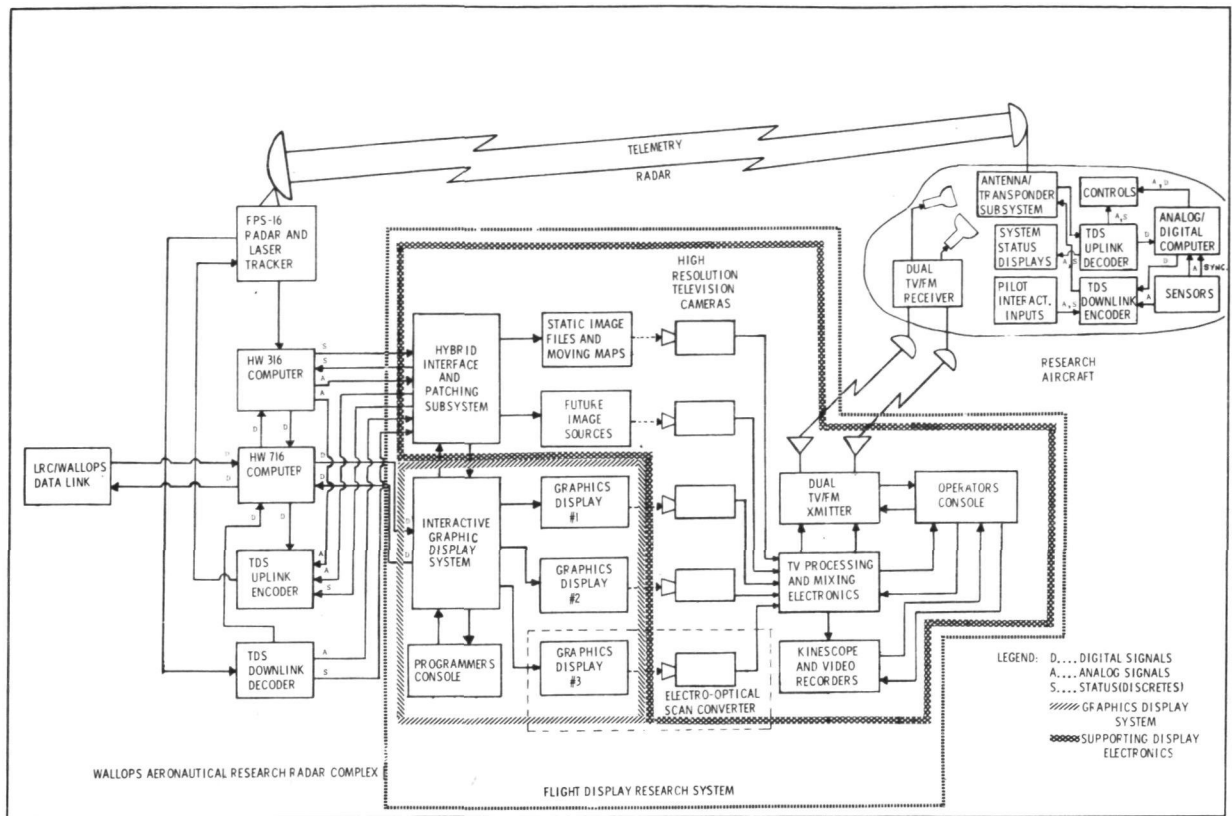 TELEMETRY
RADAR
FPS-16
RADAR AND
LASER
TRACKER
HW 316
COMPUTER
HW 716
COMPUTER
LRC/WALLOPS
DATA LINK
TDS
UPLINK
ENCODER
TDS
DOWNLINK
DECODER
S
S
A
A
D
D
D
D
D
D
D
D
A
A
S
A
S
D
D
HYBRID
INTERFACE
AND
PATCHING
SUBSYSTEM
INTERACTIVE
GRAPHIC
DISPLAY
SYSTEM
PROGRAMMERS
CONSOLE
HIGH
RESOLUTION
TELEVISION
CAMERAS
STATIC IMAGE
FILES AND
MOVING MAPS
FUTURE
IMAGE
SOURCES
GRAPHICS
DISPLAY
#1
GRAPHICS
DISPLAY
#2
GRAPHICS
DISPLAY
#3
ELECTRO-OPTICAL
SCAN CONVERTER
DUAL
TV/FM
XMITTER
OPERATORS
CONSOLE
TV PROCESSING
AND MIXING
ELECTRONICS
KINESCOPE
AND VIDEO
RECORDERS
ANTENNA/
TRANSPONDER
SUBSYSTEM
CONTROLS
A, D
ANALOG/
DIGITAL
COMPUTER
SYSTEM
STATUS
DISPLAYS
A,S
TDS
UPLINK
DECODER
D
A,S
D
A
SYNC.
DUAL
TV/FM
RECEIVER
PILOT
INTERACT.
INPUTS
A,S
TDS
DOWNLINK
ENCODER
A
SENSORS
RESEARCH
AIRCRAFT
LEGEND: D.... DIGITAL SIGNALS
A.... ANALOG SIGNALS
S.... STATUS(DISCRETES)
GRAPHICS DISPLAY
SYSTEM
SUPPORTING DISPLAY
ELECTRONICS
WALLOPS AERONAUTICAL RESEARCH RADAR COMPLEX
FLIGHT DISPLAY RESEARCH SYSTEM